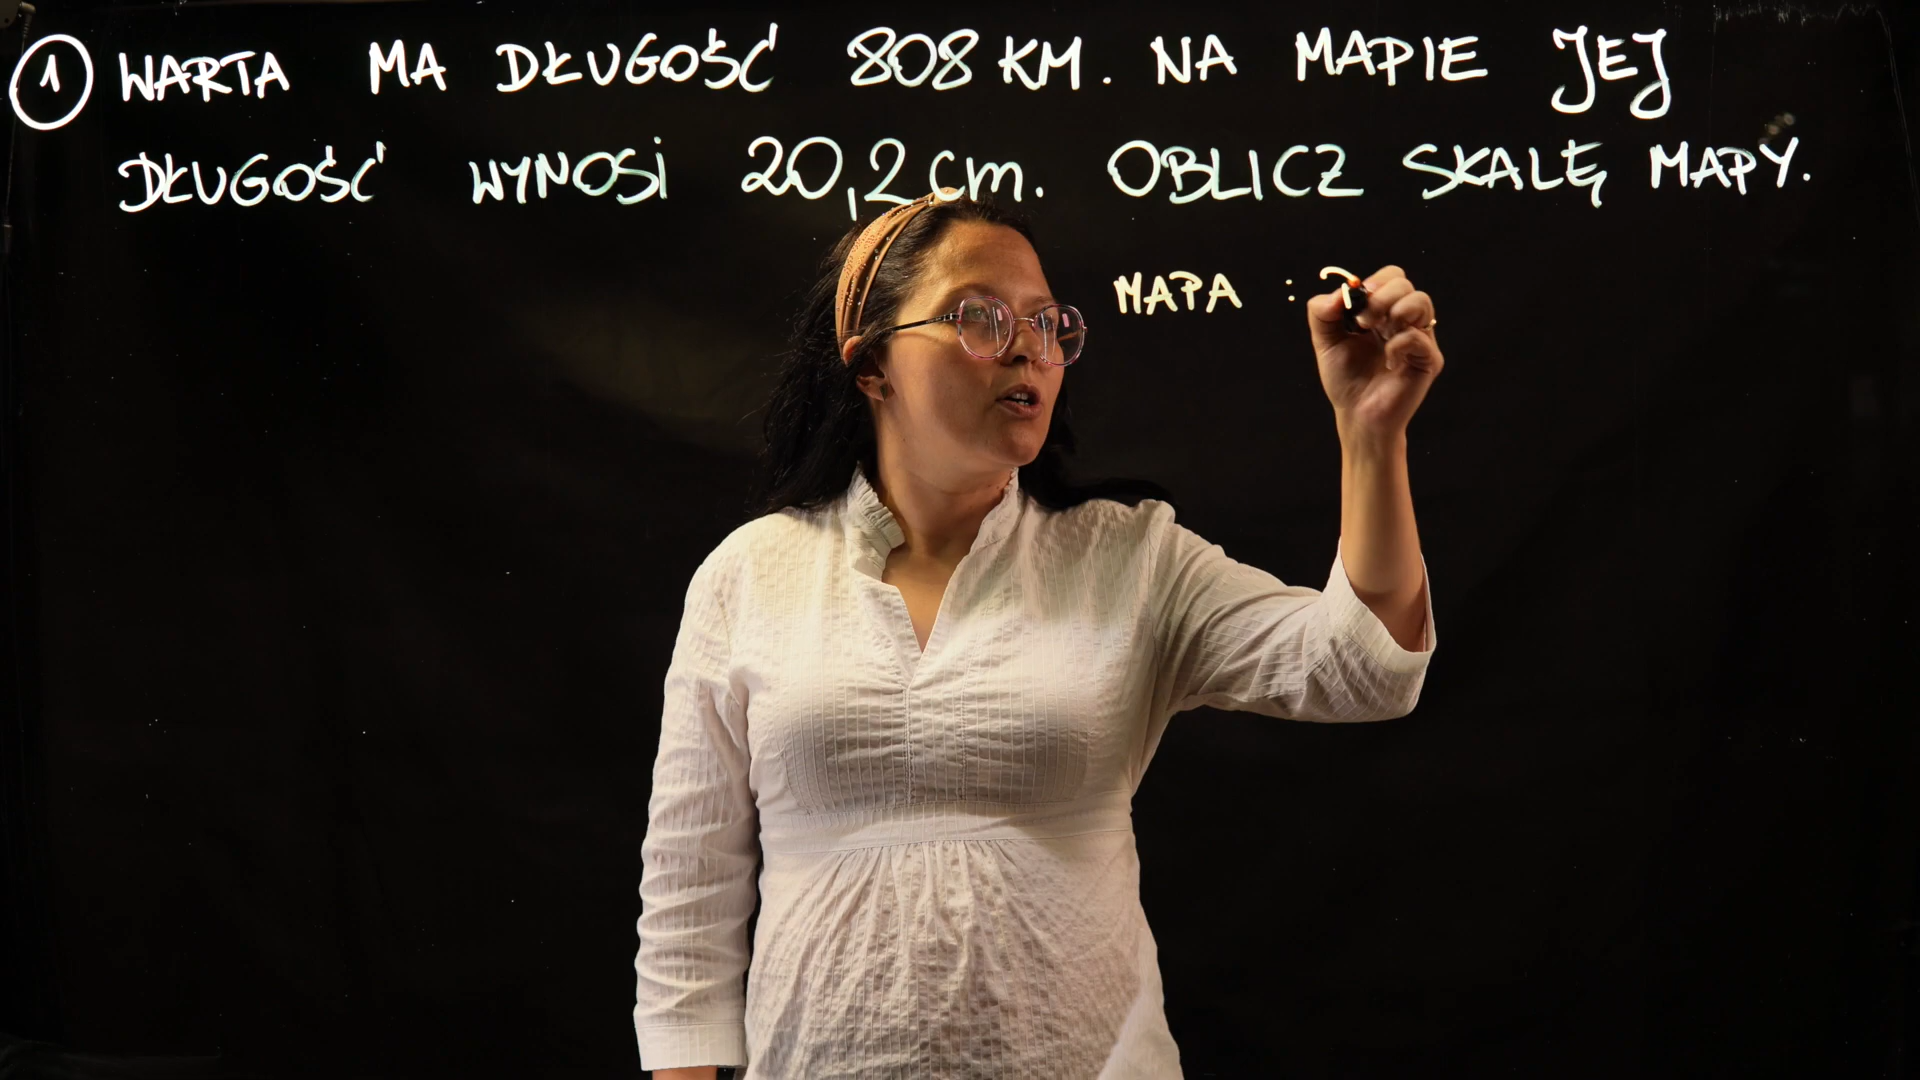 1 WARTA MA DŁUGOŚĆ 808 KM. NA MAPIE JEJ
DŁUGOŚĆ WYNOSI 20,2 cm. OBLICZ SKALĘ MAPY.
MAPA :